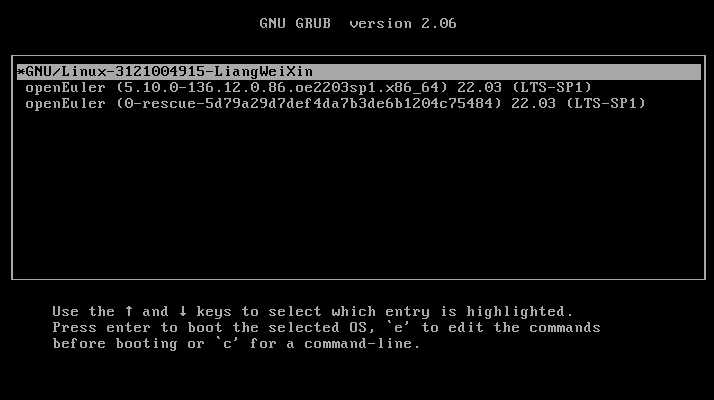 GNU GRUB  version 2.06
*GNU/Linux-3121004915-LiangWeiXin
openEuler (5.10.0-136.12.0.86.oe2203sp1.x86_64) 22.03 (LTS-SP1)
openEuler (0-rescue-5d79a29d7def4da7b3de6b1204c75484) 22.03 (LTS-SP1)
Use the ↑ and ↓ keys to select which entry is highlighted.
Press enter to boot the selected OS, `e' to edit the commands
before booting or `c' for a command-line.